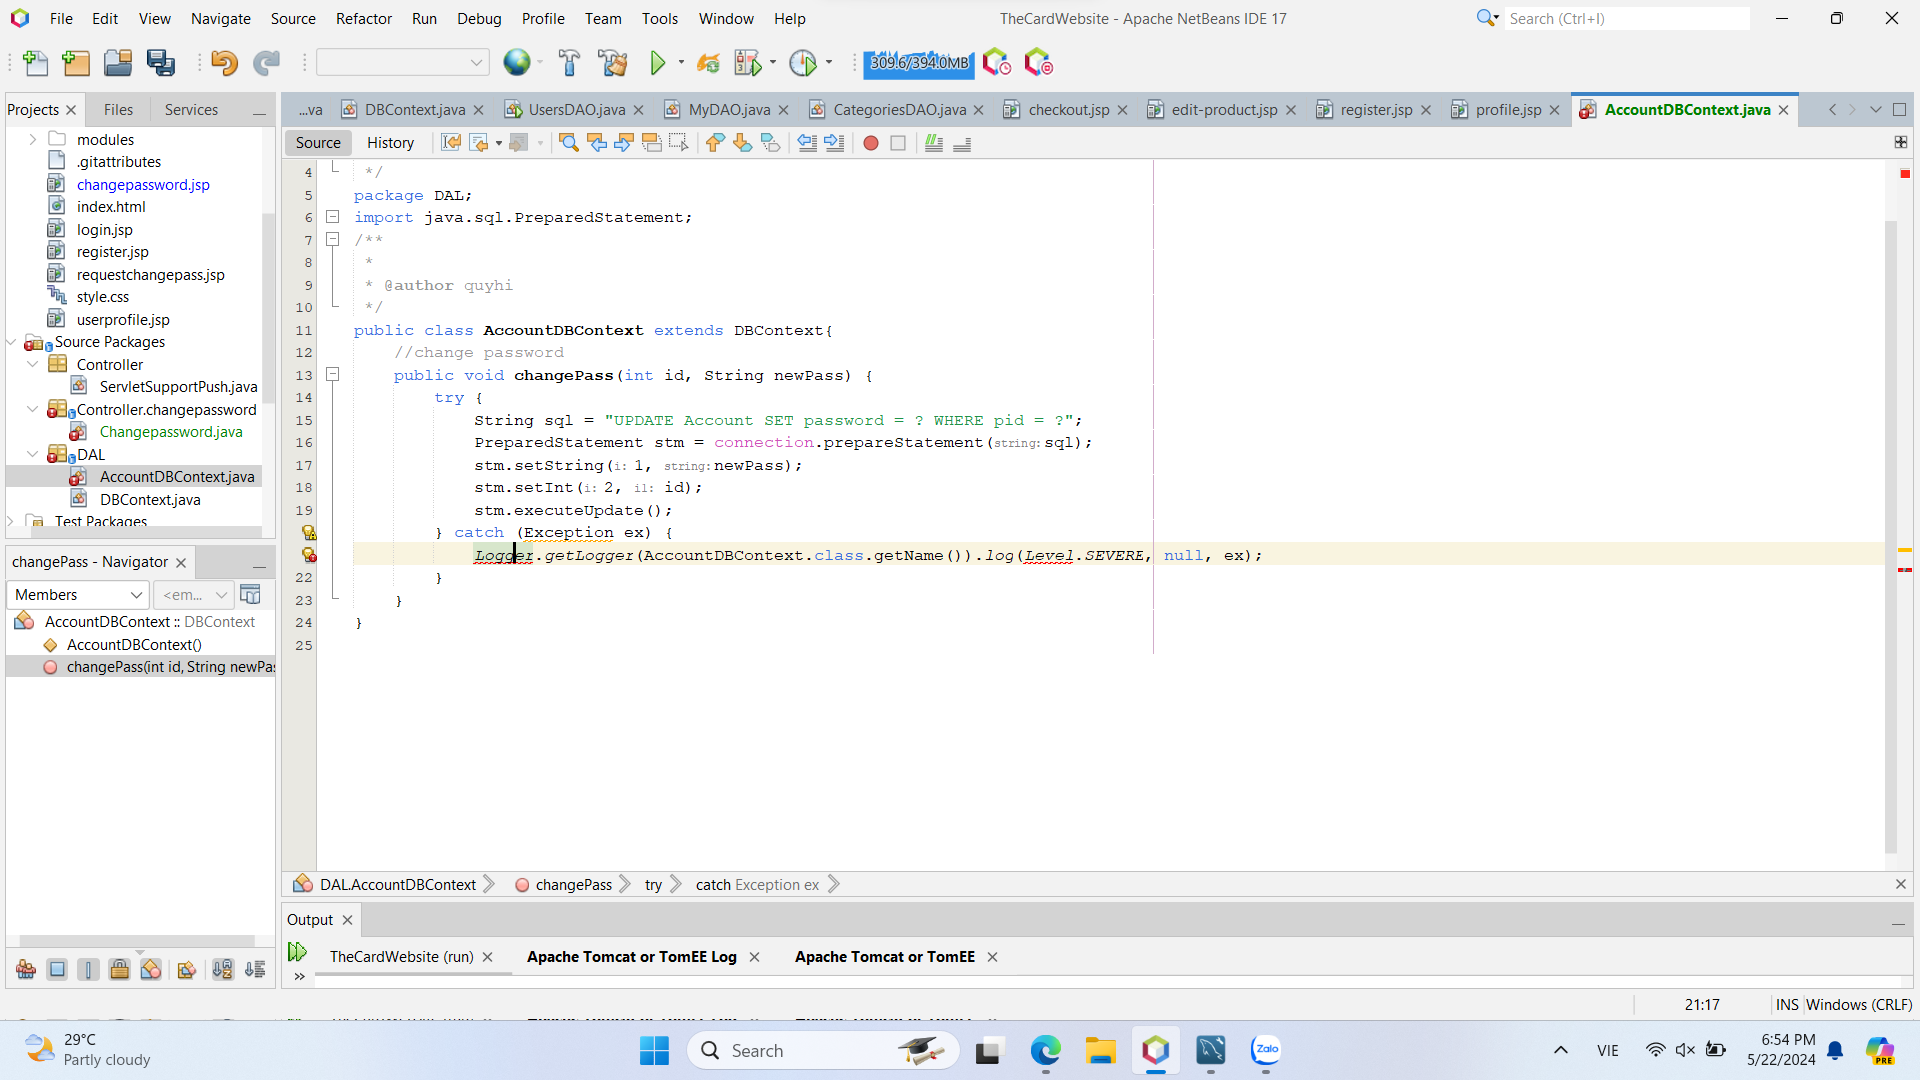 File Edit View Navigate Source Refactor Run Debug Profile Team Tools Window Help
TheCardWebsite - Apache NetBeans IDE 17
Search (Ctrl+I)
309.6/394.0MB
Projects Files Services
...va DBContext.java UsersDAO.java MyDAO.java CategoriesDAO.java checkout.jsp edit-product.jsp register.jsp profile.jsp AccountDBContext.java
Source History
modules
.gitattributes
changepassword.jsp
index.html
login.jsp
register.jsp
requestchangepass.jsp
style.css
userprofile.jsp
Source Packages
Controller
ServletSupportPush.java
Controller.changepassword
Changepassword.java
DAL
AccountDBContext.java
DBContext.java
Test Packages
4 */
5 package DAL;
6 import java.sql.PreparedStatement;
7 /**
8 *
9 * @author quyhi
10 */
11 public class AccountDBContext extends DBContext{
12 //change password
13 public void changePass(int id, String newPass) {
14 try {
15 String sql = "UPDATE Account SET password = ? WHERE pid = ?";
16 PreparedStatement stm = connection.prepareStatement(string: sql);
17 stm.setString(i: 1, string: newPass);
18 stm.setInt(i: 2, i1: id);
19 stm.executeUpdate();
} catch (Exception ex) {
Logger.getLogger(AccountDBContext.class.getName()).log(Level.SEVERE, null, ex);
22 }
23 }
24 }
25
changePass - Navigator
Members <em...
AccountDBContext :: DBContext
AccountDBContext()
changePass(int id, String newPa
DAL.AccountDBContext changePass try catch Exception ex
Output
TheCardWebsite (run) Apache Tomcat or TomEE Log Apache Tomcat or TomEE
21:17 INS Windows (CRLF)
29°C
Partly cloudy
Search
Zalo
VIE
6:54 PM
5/22/2024
PRE